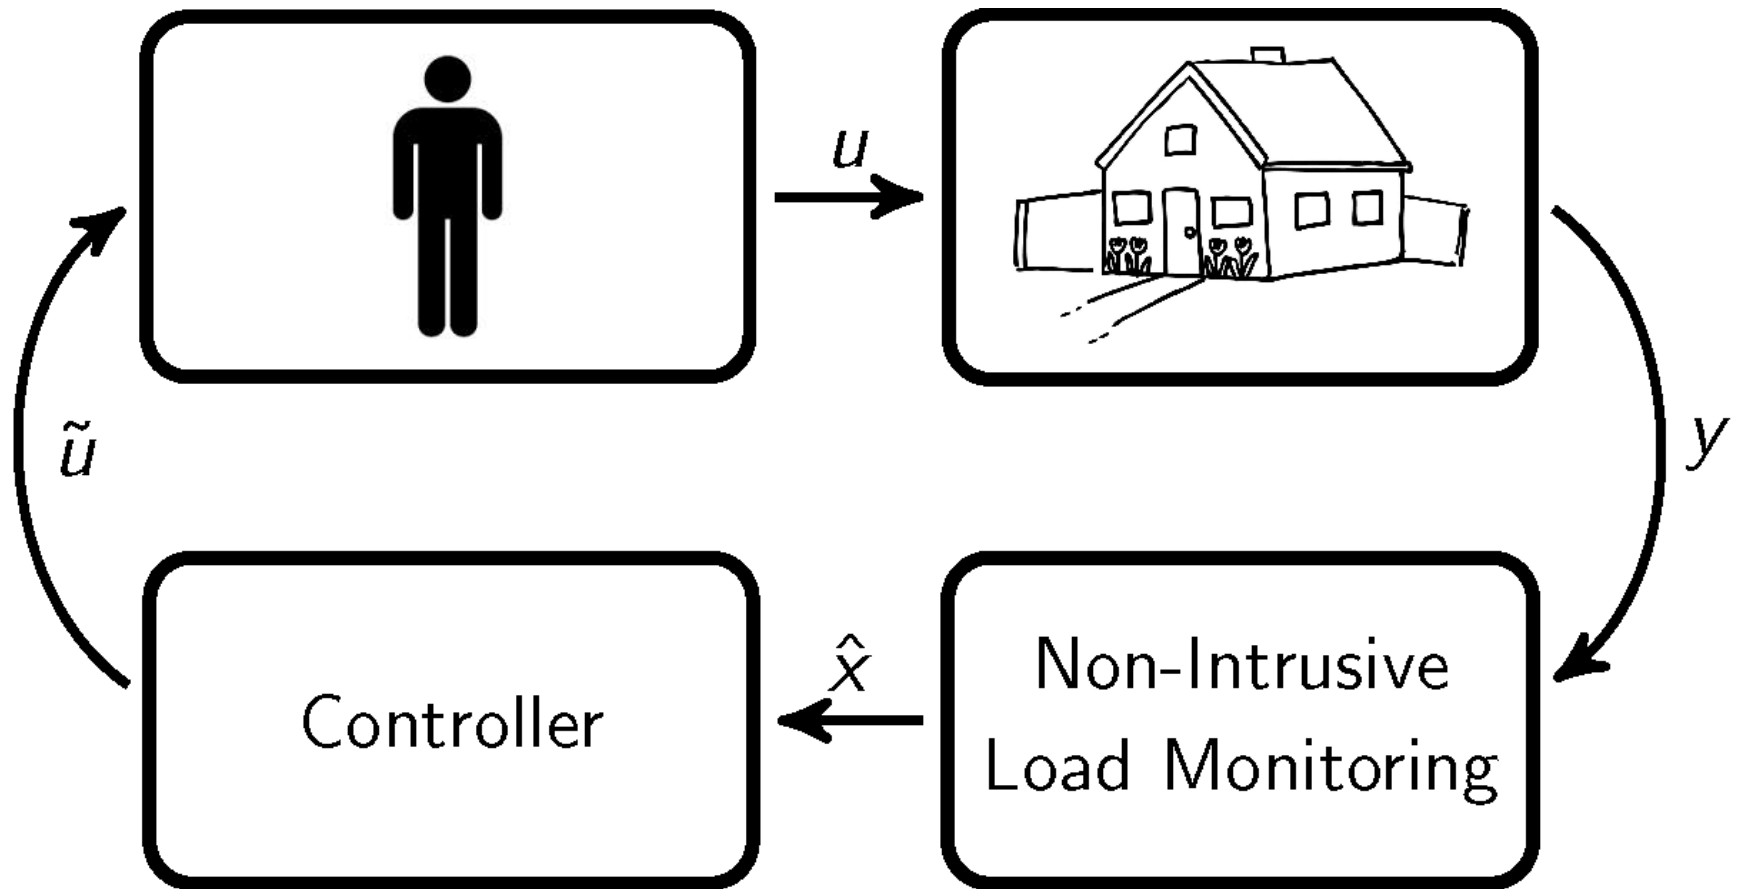 u
ũ
y
x̂
Controller
Non-Intrusive
Load Monitoring